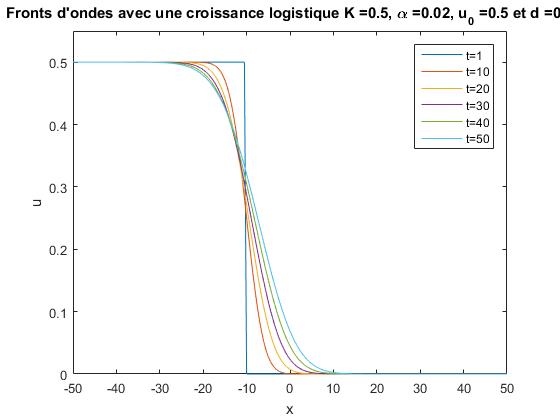 Fronts d'ondes avec une croissance logistique K =0.5, α =0.02, u0 =0.5 et d =0
t=1
t=10
t=20
t=30
t=40
t=50
0.5
0.4
0.3
0.2
0.1
0
u
-50 -40 -30 -20 -10 0 10 20 30 40 50
x